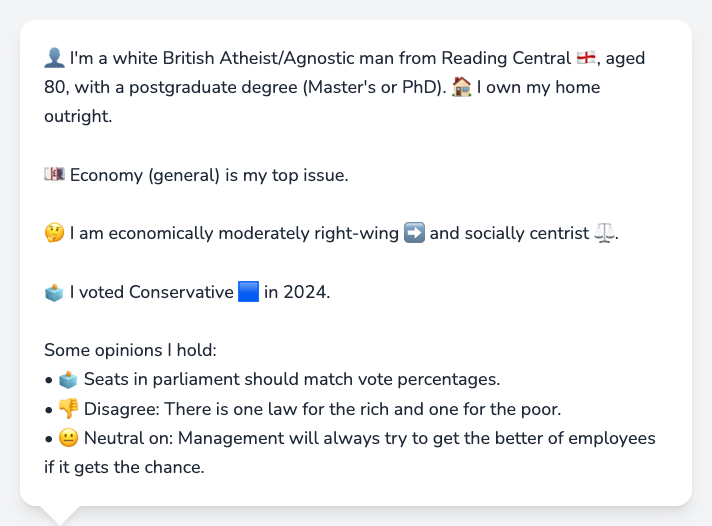 👤 I'm a white British Atheist/Agnostic man from Reading Central 🏴󠁧󠁢󠁥󠁮󠁧󠁿, aged
80, with a postgraduate degree (Master's or PhD). 🏠 I own my home
outright.
💷 Economy (general) is my top issue.
🤔 I am economically moderately right-wing ➡️ and socially centrist ⚖️.
🗳️ I voted Conservative 🟦 in 2024.
Some opinions I hold:
• 🗳️ Seats in parliament should match vote percentages.
• 👎 Disagree: There is one law for the rich and one for the poor.
• 😐 Neutral on: Management will always try to get the better of employees
if it gets the chance.